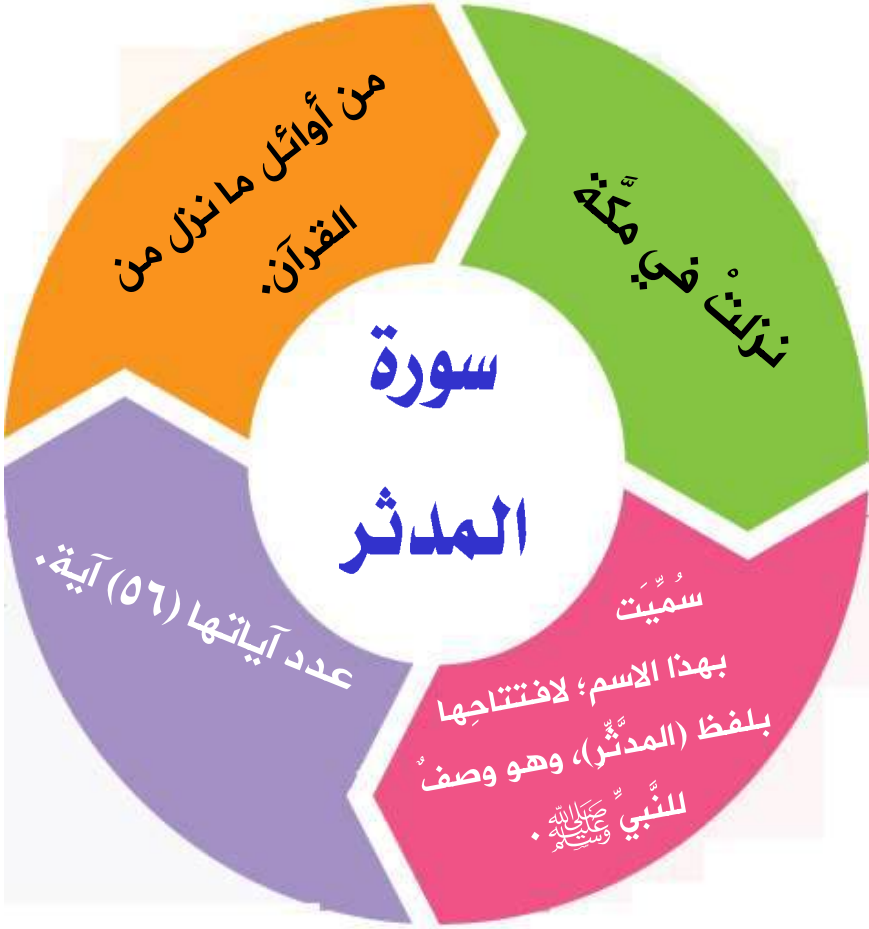 سورة
المدثر
نزلتْ في مكَّة
سُمِّيَت
بهذا الاسم؛ لافتتاحِها
بلفظ (المدَّثِّرِ)، وهو وصفٌ
للنَّبيِّ ﷺ.
عدد آياتها (٥٦) آية.
من أوائل ما نزل من
القرآن.